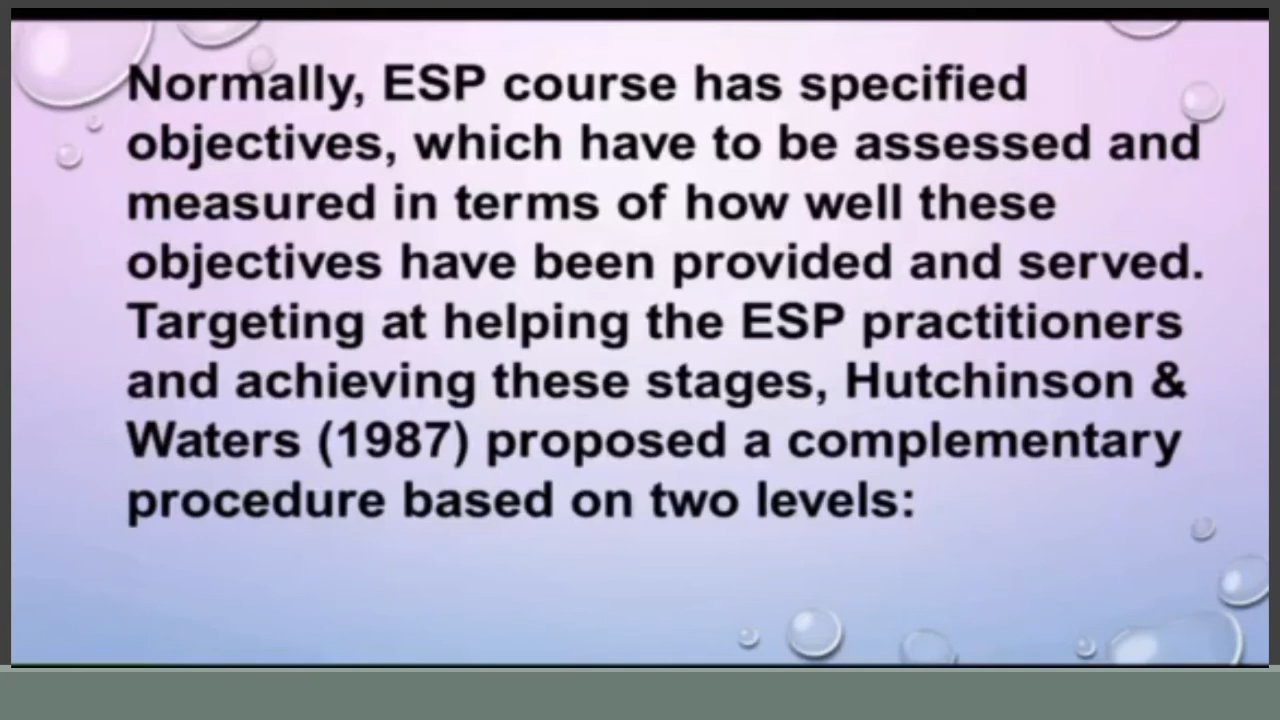 Normally, ESP course has specified
objectives, which have to be assessed and
measured in terms of how well these
objectives have been provided and served.
Targeting at helping the ESP practitioners
and achieving these stages, Hutchinson &
Waters (1987) proposed a complementary
procedure based on two levels: